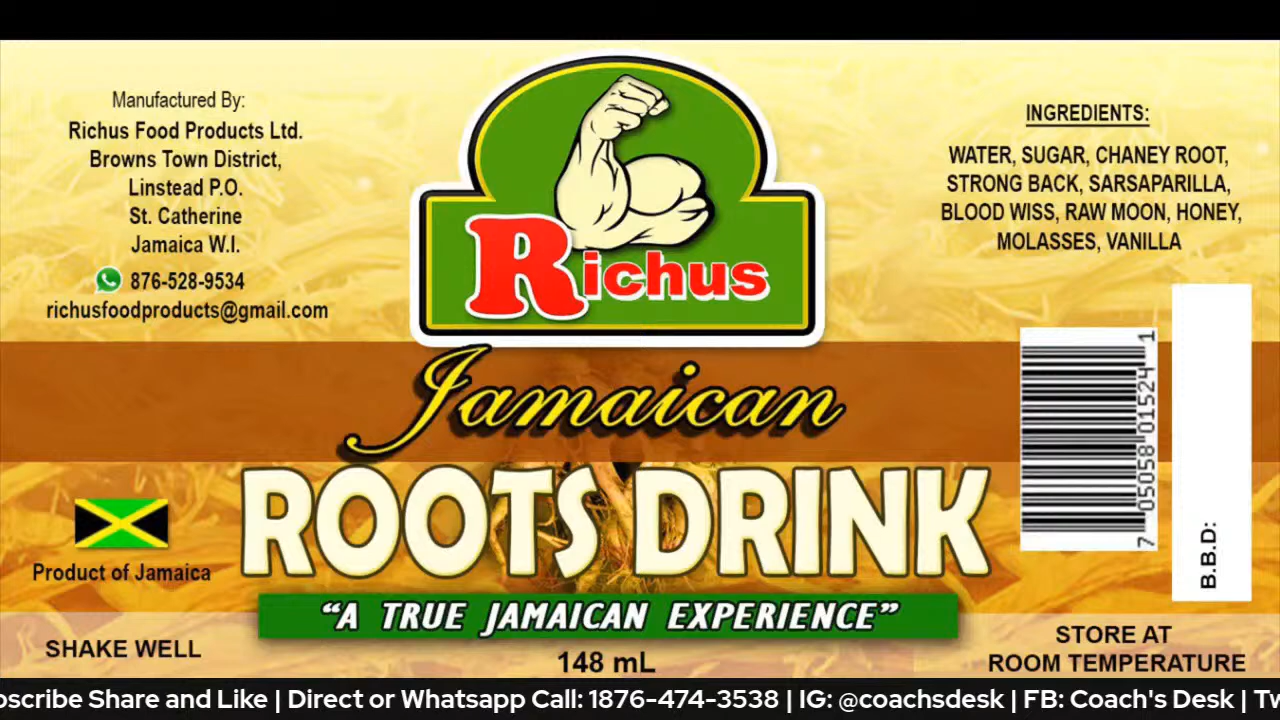 Manufactured By:
Richus Food Products Ltd.
Browns Town District,
Linstead P.O.
St. Catherine
Jamaica W.I.
876-528-9534
richusfoodproducts@gmail.com
Richus
INGREDIENTS:
WATER, SUGAR, CHANEY ROOT,
STRONG BACK, SARSAPARILLA,
BLOOD WISS, RAW MOON, HONEY,
MOLASSES, VANILLA
Jamaican
ROOTS DRINK
"A TRUE JAMAICAN EXPERIENCE"
148 mL
Product of Jamaica
SHAKE WELL
7 05058 01524 1
B.B.D:
STORE AT
ROOM TEMPERATURE
Share and Like | Direct or Whatsapp Call: 1876-474-3538 | IG: @coachsdesk | FB: Coach's Desk |